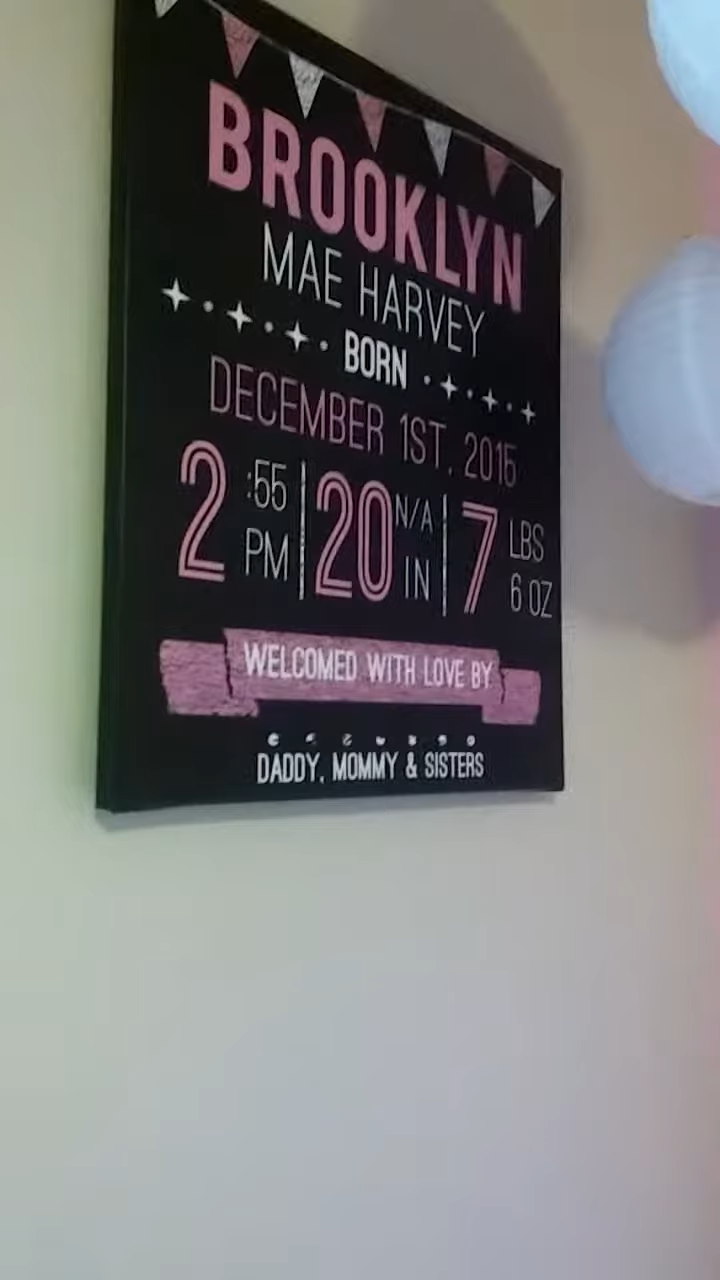 BROOKLYN
MAE HARVEY
BORN
DECEMBER 1ST, 2015
2 :55 PM | 20 N/A IN | 7 LBS 6 OZ
WELCOMED WITH LOVE BY
DADDY, MOMMY & SISTERS